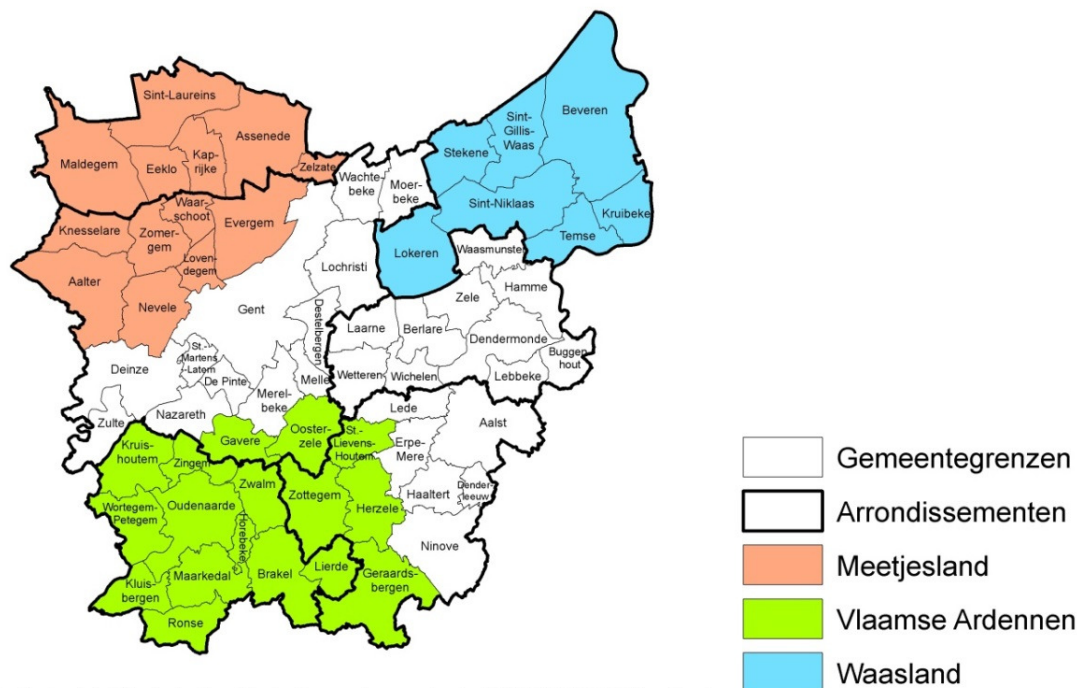 Sint-Laureins
Maldegem
Eeklo
Kap-
rijke
Assenede
Zelzate
Wachte-
beke
Moer-
beke
Stekene
Sint-
Gillis-
Waas
Beveren
Sint-Niklaas
Kruibeke
Temse
Lokeren
Waasmunster
Knesselare
Waar-
schoot
Zomer-
gem
Evergem
Loven-
degem
Aalter
Nevele
Lochristi
Gent
Destelbergen
Hamme
Zele
Laarne
Berlare
Dendermonde
Buggen-
hout
Wetteren
Wichelen
Lebbeke
Deinze
St.-
Martens
Latem
De Pinte
Melle
Merel-
beke
Nazareth
Zulte
Lede
Aalst
Gavere
Ooster-
zele
St.-
Lievens-
Houtem
Erpe-
Mere
Kruis-
houtem
Zingem
Zwalm
Zottegem
Haaltert
Dender-
leeuw
Wortegem-
Petegem
Oudenaarde
Horebeke
Herzele
Ninove
Kluis-
bergen
Maarkedal
Brakel
Lierde
Geraards-
bergen
Ronse
Gemeentegrenzen
Arrondissementen
Meetjesland
Vlaamse Ardennen
Waasland